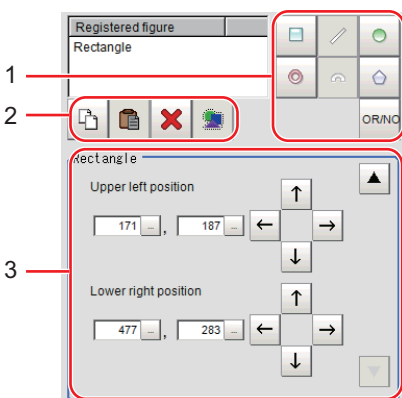 Registered figure
Rectangle
1
2
OR/NO
Rectangle
Upper left position
171 ... , 187 ...
Lower right position
477 ... , 283 ...
3